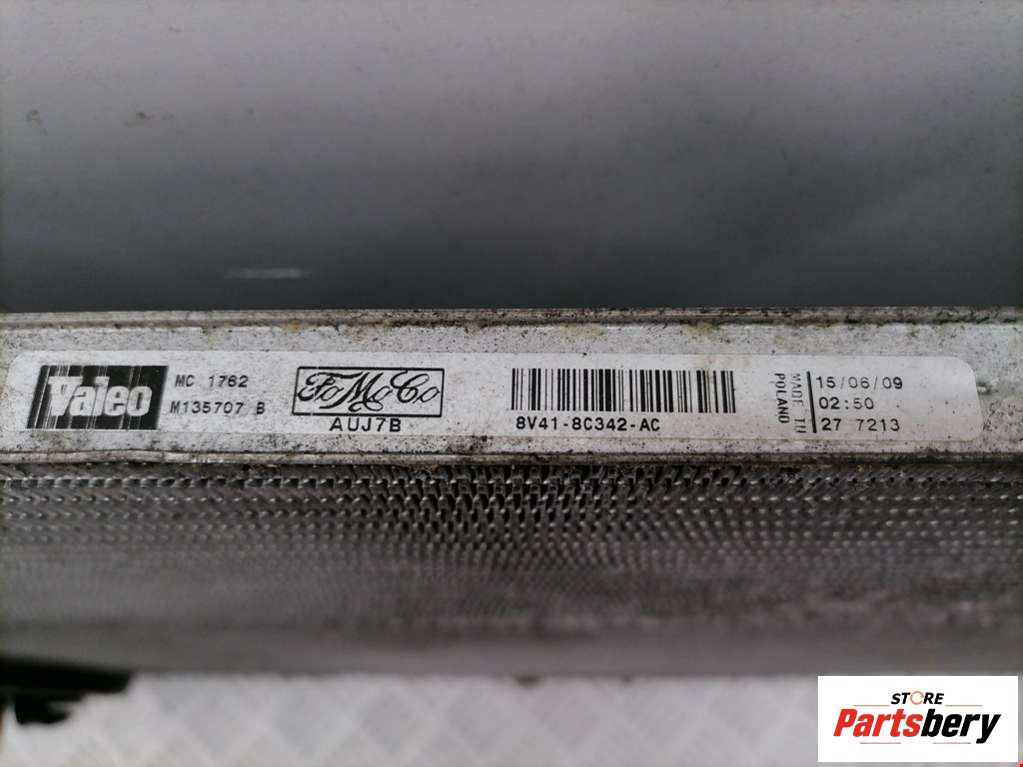 Valeo
MC 1762
M135707 B
FoMoCo
AUJ7B
8V41-8C342-AC
MADE IN
POLAND
15/06/09
02:50
27 7213
STORE
Partsbery